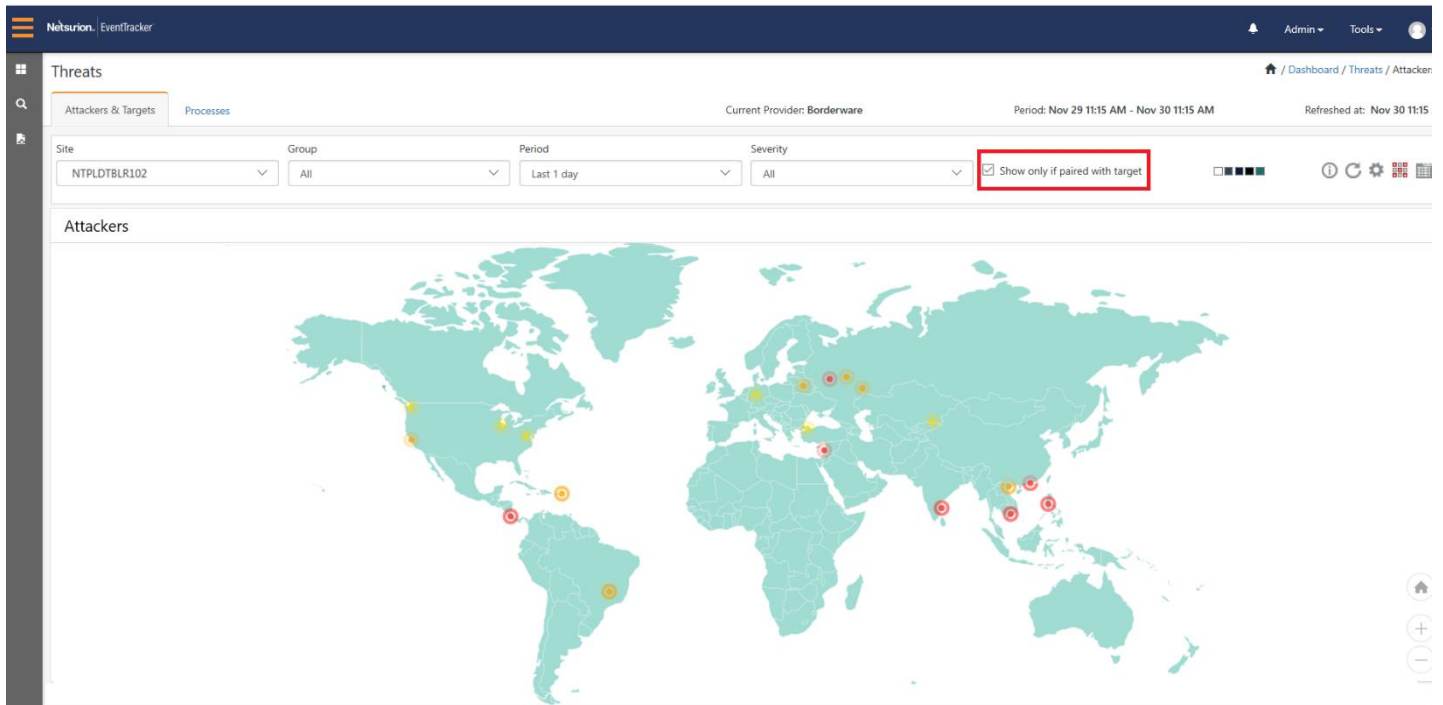 Netsurion. EventTracker
Admin
Tools
Threats
/ Dashboard / Threats / Attackers
Attackers & Targets
Processes
Current Provider: Borderware
Period: Nov 29 11:15 AM - Nov 30 11:15 AM
Refreshed at: Nov 30 11:15
Site
Group
Period
Severity
NTPLDTBLR102
All
Last 1 day
All
Show only if paired with target
Attackers